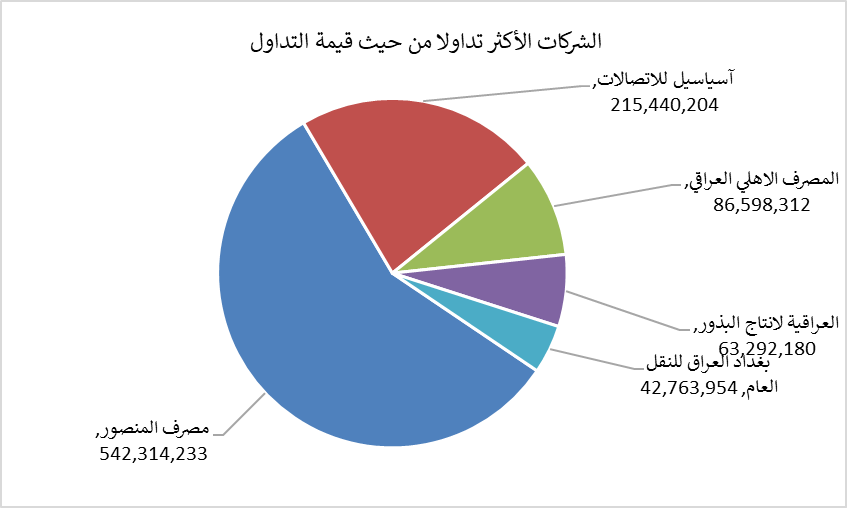 الشركات الأكثر تداولا من حيث قيمة التداول
آسياسيل للاتصالات,
215,440,204
المصرف الاهلي العراقي,
86,598,312
العراقية لانتاج البذور,
63,292,180
بغداد العراق للنقل
العام, 42,763,954
مصرف المنصور,
542,314,233